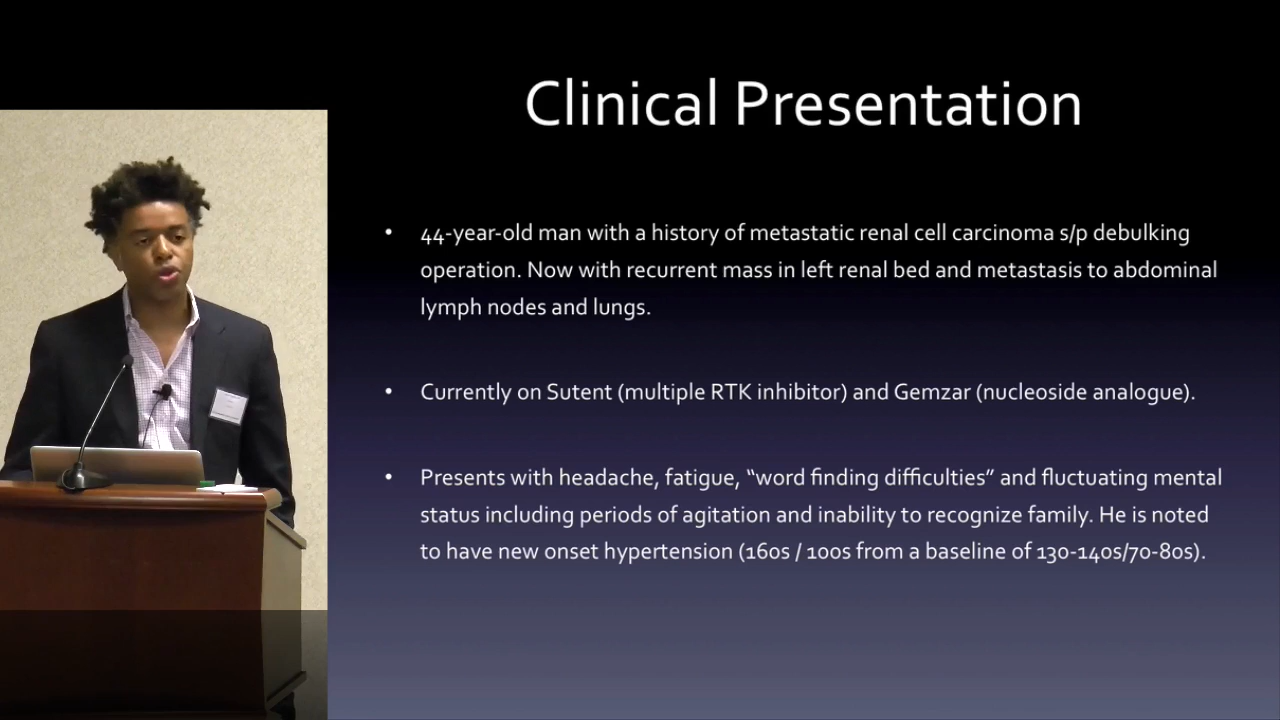 Clinical Presentation
• 44-year-old man with a history of metastatic renal cell carcinoma s/p debulking
operation. Now with recurrent mass in left renal bed and metastasis to abdominal
lymph nodes and lungs.
• Currently on Sutent (multiple RTK inhibitor) and Gemzar (nucleoside analogue).
• Presents with headache, fatigue, “word finding difficulties” and fluctuating mental
status including periods of agitation and inability to recognize family. He is noted
to have new onset hypertension (160s / 100s from a baseline of 130-140s/70-80s).